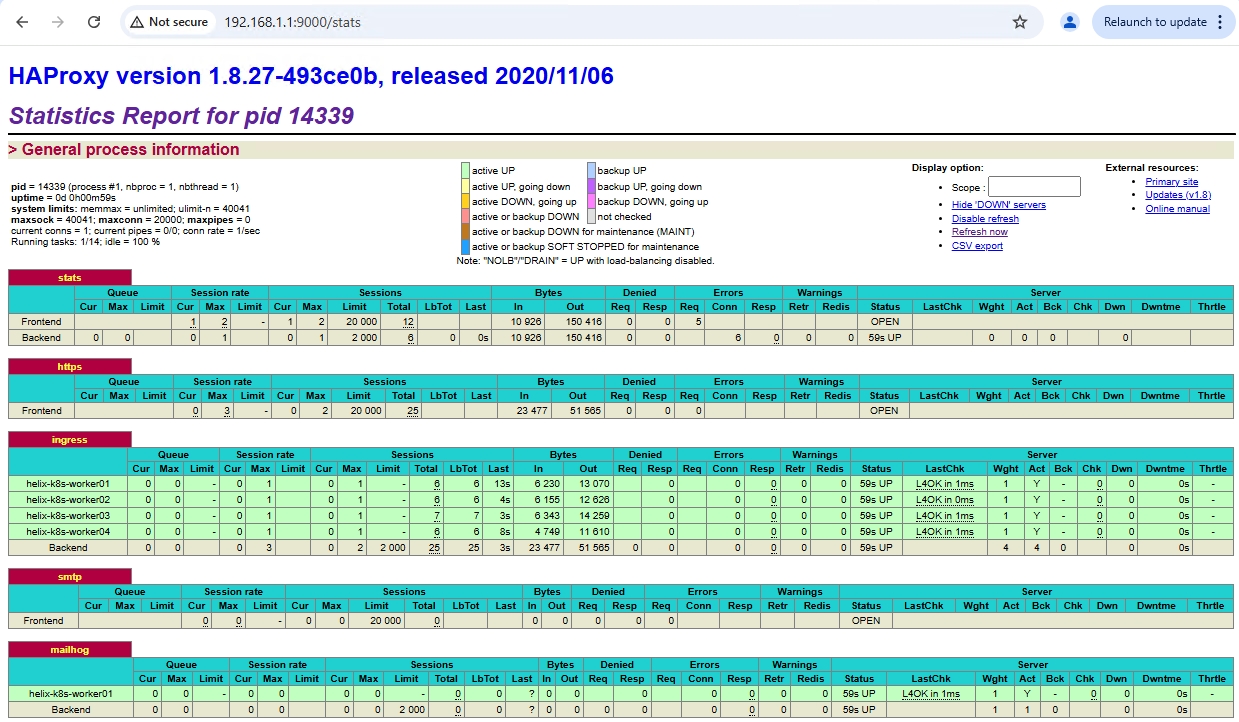 Not secure 192.168.1.1:9000/stats Relaunch to update
HAProxy version 1.8.27-493ce0b, released 2020/11/06
Statistics Report for pid 14339
> General process information
pid = 14339 (process #1, nbproc = 1, nbthread = 1)
uptime = 0d 0h00m59s
system limits: memmax = unlimited; ulimit-n = 40041
maxsock = 40041; maxconn = 20000; maxpipes = 0
current conns = 1; current pipes = 0/0; conn rate = 1/sec
Running tasks: 1/14; idle = 100 %
active UP backup UP
active UP, going down backup UP, going down
active DOWN, going up backup DOWN, going up
active or backup DOWN not checked
active or backup DOWN for maintenance (MAINT)
active or backup SOFT STOPPED for maintenance
Note: "NOLB"/"DRAIN" = UP with load-balancing disabled.
Display option:
• Scope :
• Hide 'DOWN' servers
• Disable refresh
• Refresh now
• CSV export
External resources:
• Primary site
• Updates (v1.8)
• Online manual
stats
Queue Session rate Sessions Bytes Denied Errors Warnings Server
Cur Max Limit Cur Max Limit Cur Max Limit Total LbTot Last In Out Req Resp Req Conn Resp Retr Redis Status LastChk Wght Act Bck Chk Dwn Dwntme Thrtle
Frontend 1 2 - 1 2 20 000 12 10 926 150 416 0 0 5 OPEN
Backend 0 0 0 1 0 1 2 000 6 0 0s 10 926 150 416 0 0 6 0 0 0 59s UP 0 0 0 0
https
Queue Session rate Sessions Bytes Denied Errors Warnings Server
Cur Max Limit Cur Max Limit Cur Max Limit Total LbTot Last In Out Req Resp Req Conn Resp Retr Redis Status LastChk Wght Act Bck Chk Dwn Dwntme Thrtle
Frontend 0 3 - 0 2 20 000 25 23 477 51 565 0 0 0 OPEN
ingress
Queue Session rate Sessions Bytes Denied Errors Warnings Server
Cur Max Limit Cur Max Limit Cur Max Limit Total LbTot Last In Out Req Resp Req Conn Resp Retr Redis Status LastChk Wght Act Bck Chk Dwn Dwntme Thrtle
helix-k8s-worker01 0 0 - 0 1 0 1 - 6 6 13s 6 230 13 070 0 0 0 0 0 59s UP L4OK in 1ms 1 Y - 0 0 0s -
helix-k8s-worker02 0 0 - 0 1 0 1 - 6 6 4s 6 155 12 626 0 0 0 0 0 59s UP L4OK in 0ms 1 Y - 0 0 0s -
helix-k8s-worker03 0 0 - 0 1 0 1 - 7 7 3s 6 343 14 259 0 0 0 0 0 59s UP L4OK in 1ms 1 Y - 0 0 0s -
helix-k8s-worker04 0 0 - 0 1 0 1 - 6 6 8s 4 749 11 610 0 0 0 0 0 59s UP L4OK in 1ms 1 Y - 0 0 0s -
Backend 0 0 0 3 0 2 2 000 25 25 3s 23 477 51 565 0 0 0 0 0 0 59s UP 4 4 0 0 0s
smtp
Queue Session rate Sessions Bytes Denied Errors Warnings Server
Cur Max Limit Cur Max Limit Cur Max Limit Total LbTot Last In Out Req Resp Req Conn Resp Retr Redis Status LastChk Wght Act Bck Chk Dwn Dwntme Thrtle
Frontend 0 0 - 0 0 20 000 0 0 0 0 0 0 OPEN
mailhog
Queue Session rate Sessions Bytes Denied Errors Warnings Server
Cur Max Limit Cur Max Limit Cur Max Limit Total LbTot Last In Out Req Resp Req Conn Resp Retr Redis Status LastChk Wght Act Bck Chk Dwn Dwntme Thrtle
helix-k8s-worker01 0 0 - 0 0 0 0 - 0 0 ? 0 0 0 0 0 0 0 59s UP L4OK in 1ms 1 Y - 0 0 0s -
Backend 0 0 0 0 0 0 2 000 0 0 ? 0 0 0 0 0 0 0 0 59s UP 1 1 0 0 0s